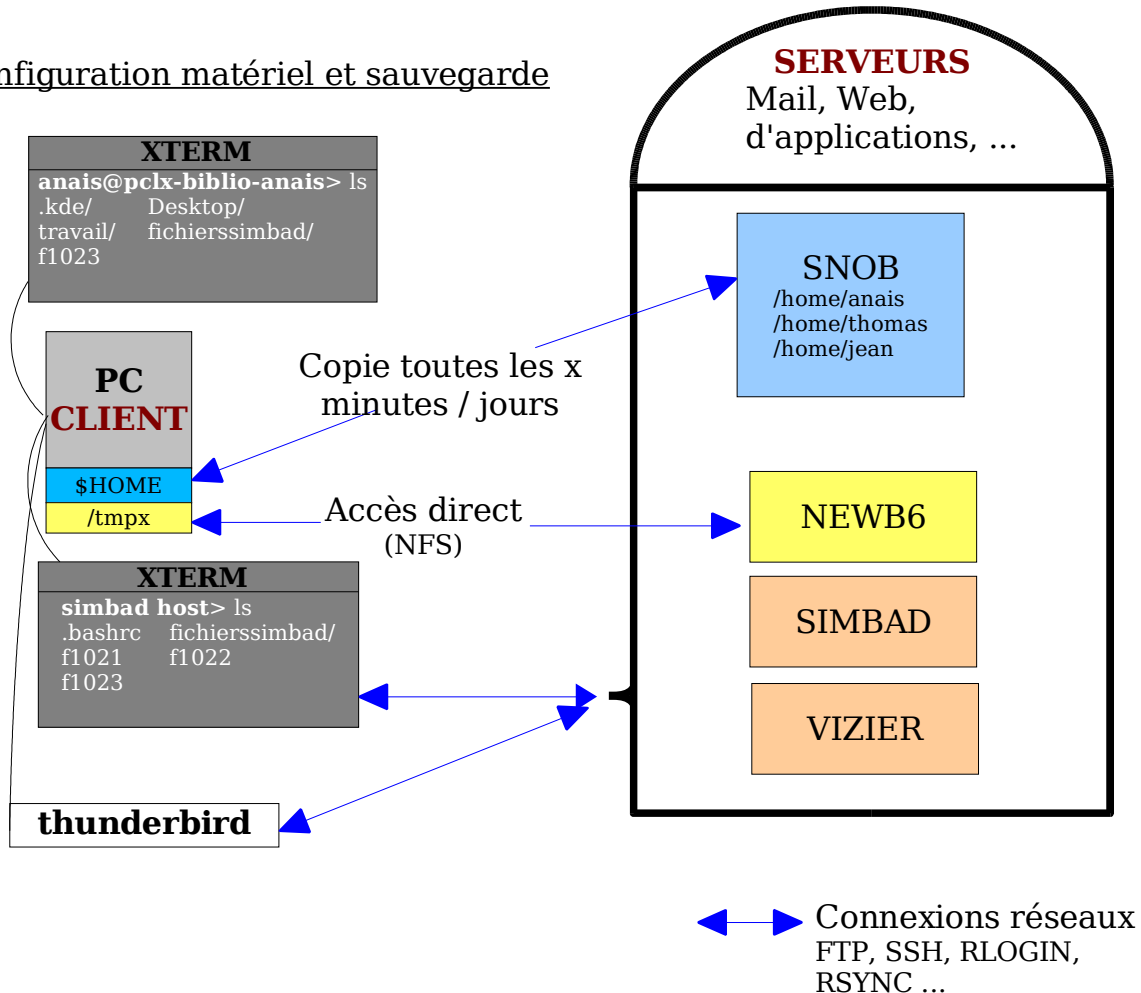 nfiguration matériel et sauvegarde
SERVEURS
Mail, Web,
d'applications, ...
XTERM
anais@pclx-biblio-anais> ls
.kde/ Desktop/
travail/ fichierssimbad/
f1023
SNOB
/home/anais
/home/thomas
/home/jean
PC
CLIENT
$HOME
/tmpx
Copie toutes les x
minutes / jours
Accès direct
(NFS)
NEWB6
XTERM
simbad host> ls
.bashrc fichierssimbad/
f1021 f1022
f1023
SIMBAD
VIZIER
thunderbird
Connexions réseaux
FTP, SSH, RLOGIN,
RSYNC ...